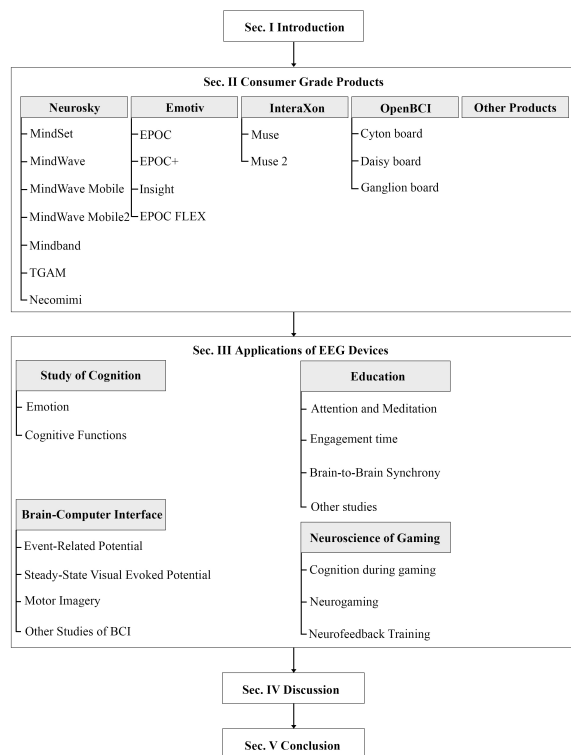 Sec. I Introduction
Sec. II Consumer Grade Products
Neurosky
MindSet
MindWave
MindWave Mobile
MindWave Mobile2
Mindband
TGAM
Necomimi
Emotiv
EPOC
EPOC+
Insight
EPOC FLEX
InteraXon
Muse
Muse 2
OpenBCI
Cyton board
Daisy board
Ganglion board
Other Products
Sec. III Applications of EEG Devices
Study of Cognition
Emotion
Cognitive Functions
Education
Attention and Meditation
Engagement time
Brain-to-Brain Synchrony
Other studies
Brain-Computer Interface
Event-Related Potential
Steady-State Visual Evoked Potential
Motor Imagery
Other Studies of BCI
Neuroscience of Gaming
Cognition during gaming
Neurogaming
Neurofeedback Training
Sec. IV Discussion
Sec. V Conclusion